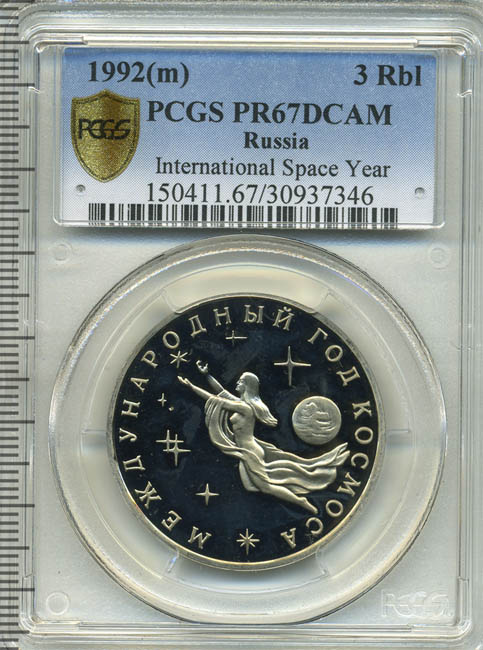 1992(m) 3 Rbl
PCGS PCGS PR67DCAM
Russia
International Space Year
150411.67/30937346
МЕЖДУНАРОДНЫЙ ГОД КОСМОСА
PCGS